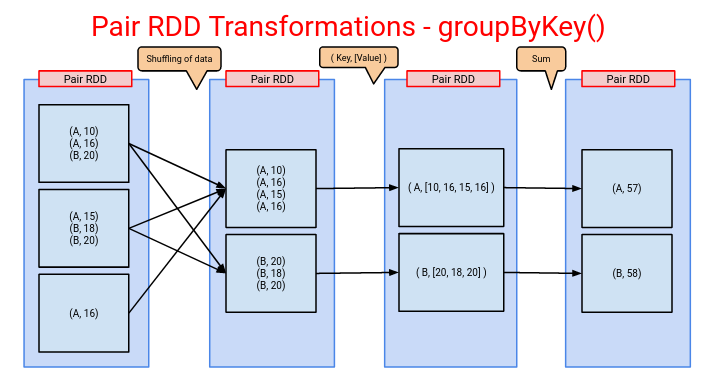 Pair RDD Transformations - groupByKey()
Shuffling of data
( Key, [Value] )
Sum
Pair RDD
Pair RDD
Pair RDD
Pair RDD
(A, 10)
(A, 16)
(B, 20)
(A, 15)
(B, 18)
(B, 20)
(A, 16)
(A, 10)
(A, 16)
(A, 15)
(A, 16)
(B, 20)
(B, 18)
(B, 20)
( A, [10, 16, 15, 16] )
( B, [20, 18, 20] )
(A, 57)
(B, 58)